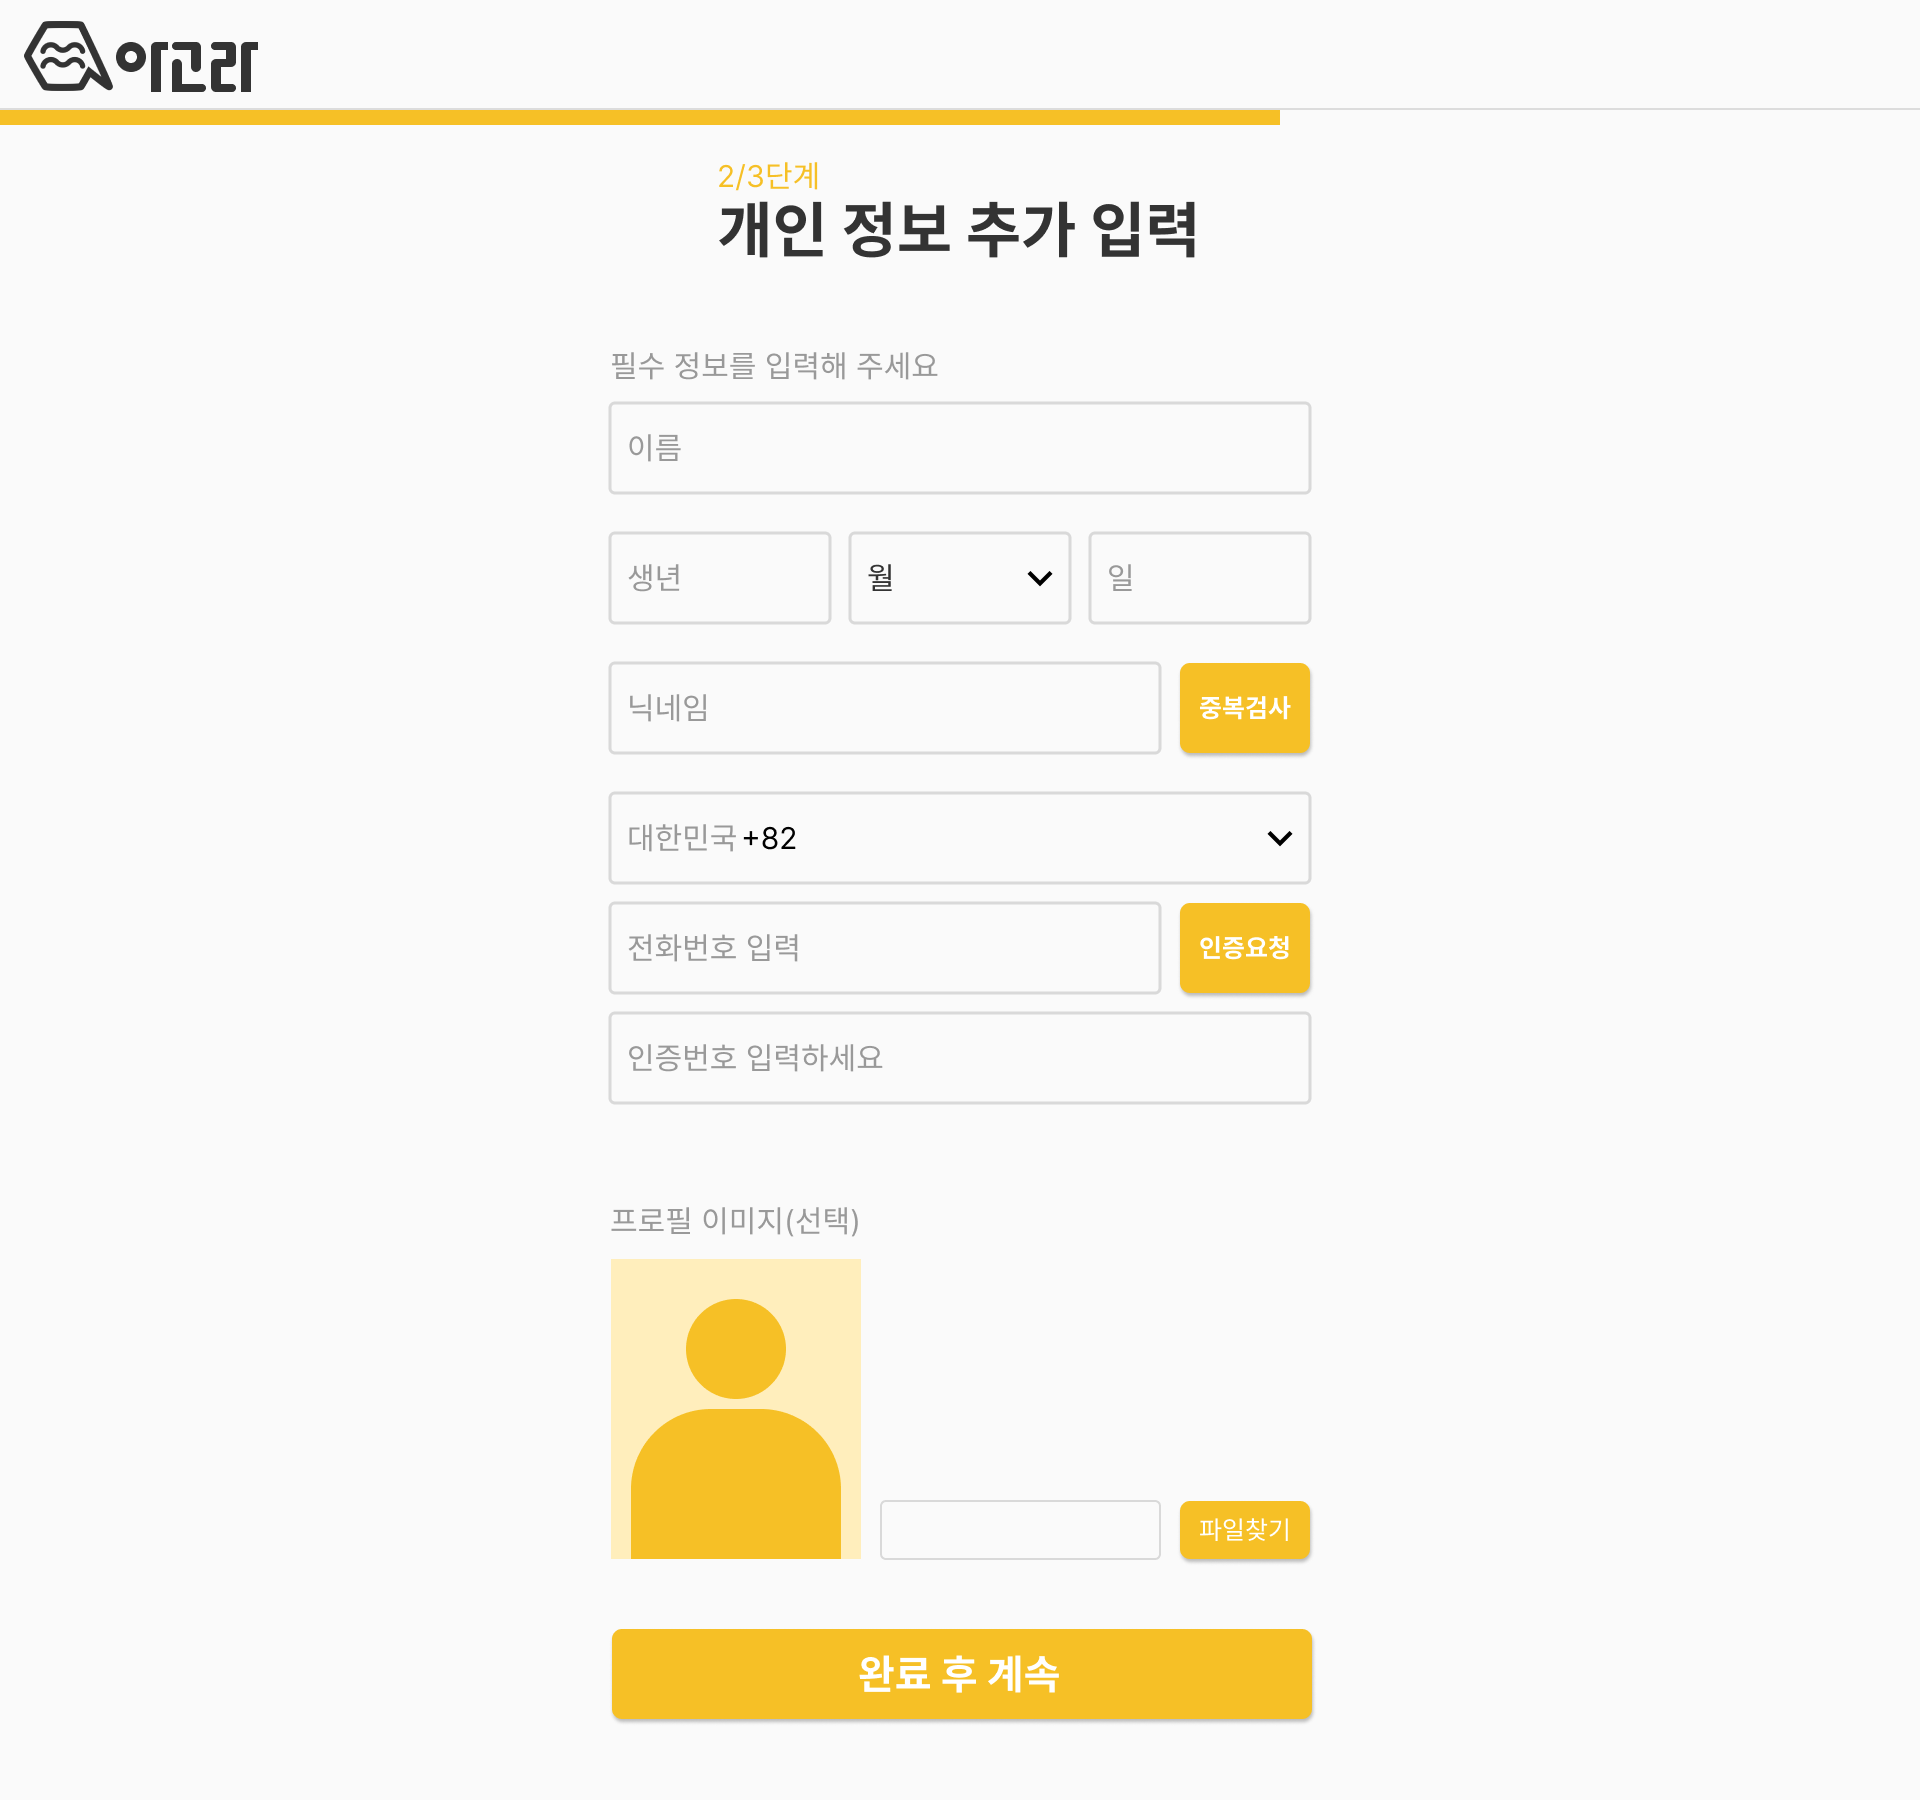 아고라
2/3단계
개인 정보 추가 입력
필수 정보를 입력해 주세요
이름
생년 월 일
닉네임 중복검사
대한민국 +82
전화번호 입력 인증요청
인증번호 입력하세요
프로필 이미지(선택)
파일찾기
완료 후 계속